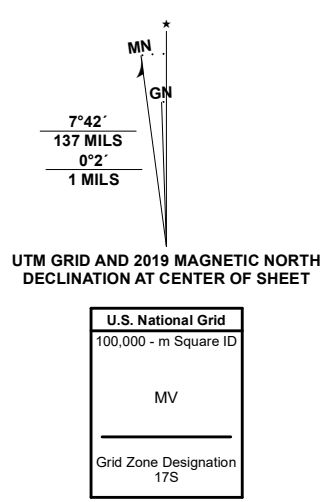 ★
MN
GN
7°42´
137 MILS
0°2´
1 MILS
UTM GRID AND 2019 MAGNETIC NORTH
DECLINATION AT CENTER OF SHEET
U.S. National Grid
100,000 - m Square ID
MV
Grid Zone Designation
17S